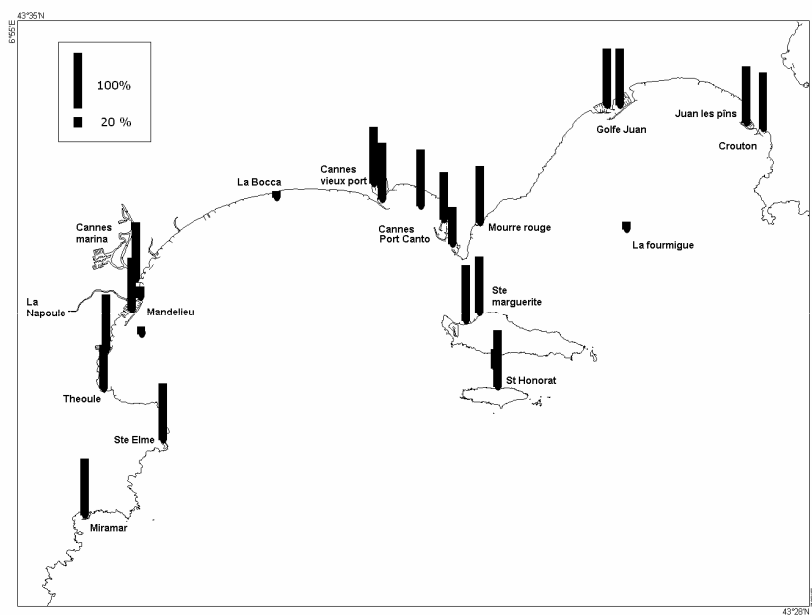 43°35'N
6°55'E
100%
20 %
Golfe Juan
Juan les pîns
Crouton
Cannes
vieux port
La Bocca
Cannes
Port Canto
Mourre rouge
La fourmigue
Cannes
marina
La
Napoule
Mandelieu
Ste
marguerite
St Honorat
Theoule
Ste Elme
Miramar
43°28'N